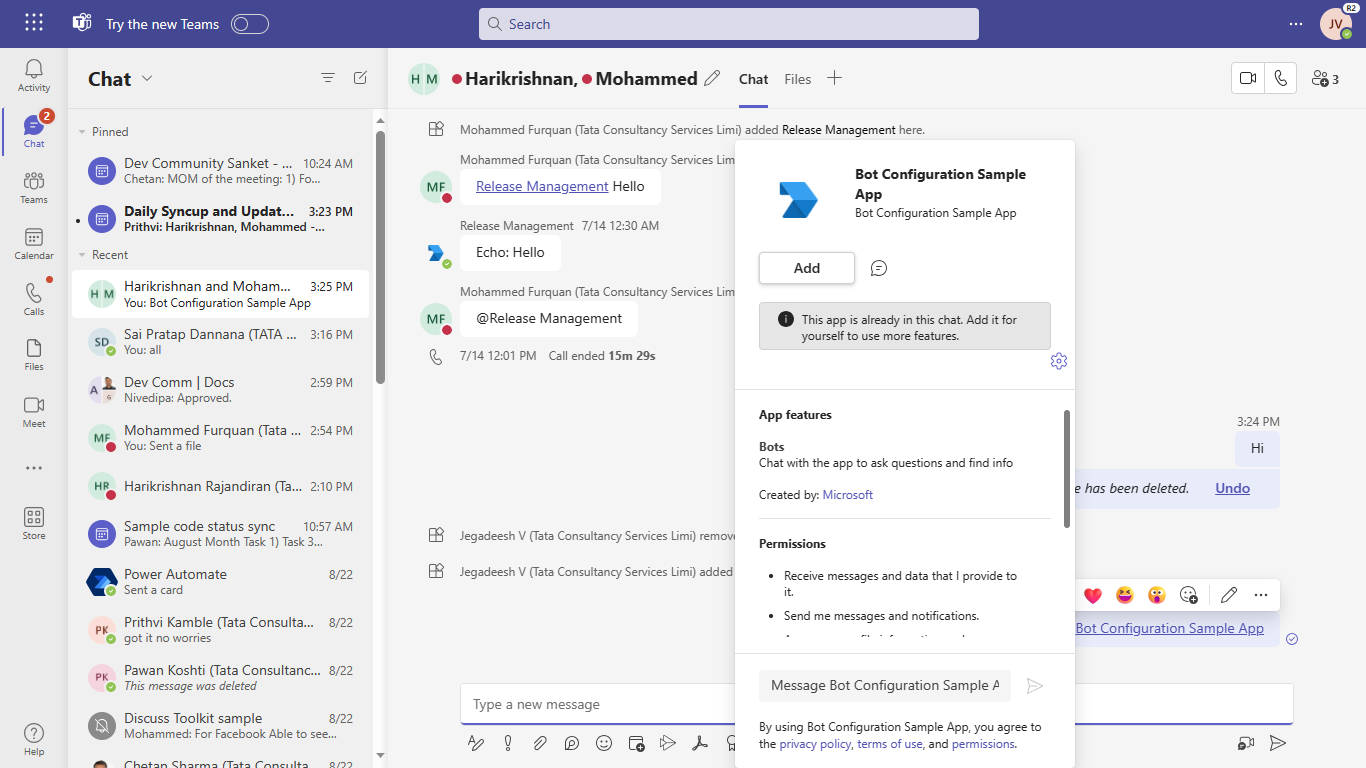 Try the new Teams
Search
JV
R2
Activity
2
Chat
Teams
Calendar
Calls
Files
Meet
Store
Help
Chat
Pinned
Dev Community Sanket - ... 10:24 AM
Chetan: MOM of the meeting: 1) Fo...
Daily Syncup and Updat... 3:23 PM
Prithvi: Harikrishnan, Mohammed -...
Recent
H M
Harikrishnan and Moham... 3:25 PM
You: Bot Configuration Sample App
SD
Sai Pratap Dannana (TATA ... 3:16 PM
You: all
A
G
Dev Comm | Docs 2:59 PM
Nivedipa: Approved.
MF
Mohammed Furquan (Tata ... 2:54 PM
You: Sent a file
HR
Harikrishnan Rajandiran (Ta... 2:10 PM
Sample code status sync 10:57 AM
Pawan: August Month Task 1) Task 3...
Power Automate 8/22
Sent a card
PK
Prithvi Kamble (Tata Consulta... 8/22
got it no worries
PK
Pawan Koshti (Tata Consultanc... 8/22
This message was deleted
Discuss Toolkit sample 8/22
Mohammed: For Facebook Able to see...
Chetan Sharma (Tata Consulta... 8/22
H M
Harikrishnan, Mohammed
Chat
Files
3
Mohammed Furquan (Tata Consultancy Services Limi) added Release Management here.
Mohammed Furquan (Tata Consultancy Services Lim
MF
Release Management Hello
Release Management 7/14 12:30 AM
Echo: Hello
Mohammed Furquan (Tata Consultancy Services Lim
MF
@Release Management
7/14 12:01 PM Call ended 15m 29s
3:24 PM
Hi
e has been deleted. Undo
Jegadeesh V (Tata Consultancy Services Limi) remove
Jegadeesh V (Tata Consultancy Services Limi) added
Bot Configuration Sample App
Type a new message
Bot Configuration Sample
App
Bot Configuration Sample App
Add
This app is already in this chat. Add it for
yourself to use more features.
App features
Bots
Chat with the app to ask questions and find info
Created by: Microsoft
Permissions
Receive messages and data that I provide to
it.
Send me messages and notifications.
Message Bot Configuration Sample A
By using Bot Configuration Sample App, you agree to
the privacy policy, terms of use, and permissions.